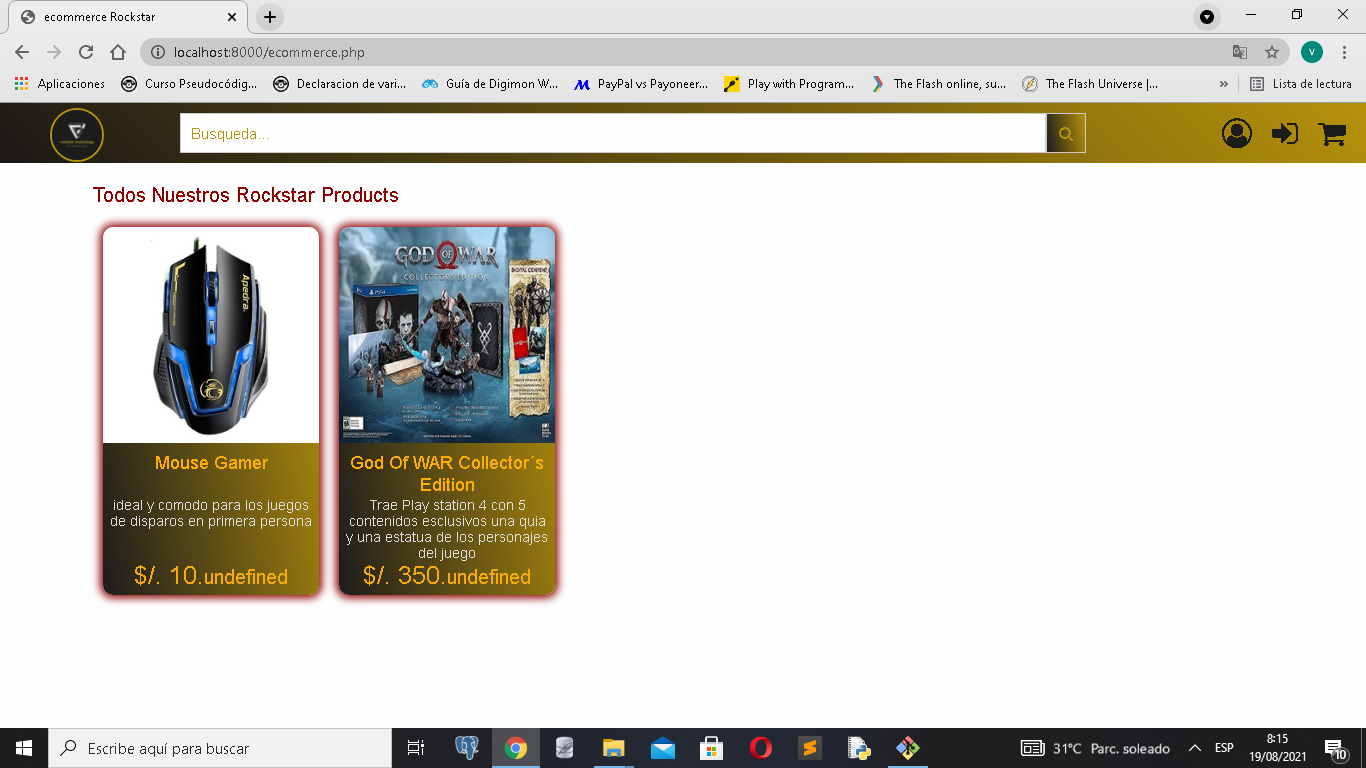 ecommerce Rockstar
localhost:8000/ecommerce.php
Aplicaciones
Curso Pseudocódig...
Declaracion de vari...
Guía de Digimon W...
PayPal vs Payoneer...
Play with Program...
The Flash online, su...
The Flash Universe |...
»
Lista de lectura
V
Busqueda...
Todos Nuestros Rockstar Products
Apedra
GOD OF WAR
COLLECTOR'S EDITION
DIGITAL CONTENT
Mouse Gamer
ideal y comodo para los juegos
de disparos en primera persona
$/. 10.undefined
God Of WAR Collector´s
Edition
Trae Play station 4 con 5
contenidos esclusivos una quia
y una estatua de los personajes
del juego
$/. 350.undefined
Escribe aquí para buscar
31°C Parc. soleado
ESP
8:15
19/08/2021
10